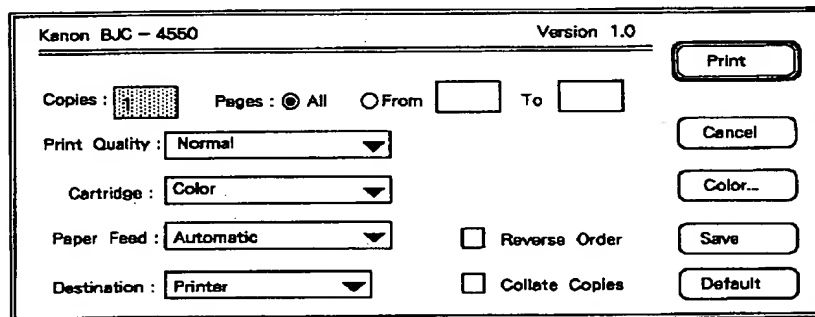 Kanon BJC - 4550 Version 1.0
Print
Copies : 1 Pages : All From To
Print Quality : Normal
Cancel
Cartridge : Color
Color...
Paper Feed : Automatic
Reverse Order
Save
Destination : Printer
Collate Copies
Default